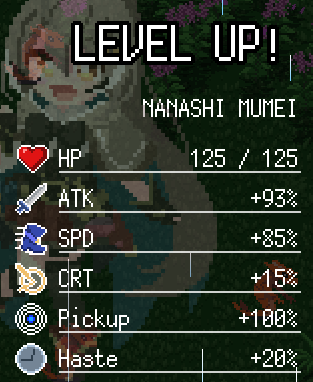 LEVEL UP!
NANASHI MUMEI
HP 125 / 125
ATK +93%
SPD +85%
CRT +15%
Pickup +100%
Haste +20%